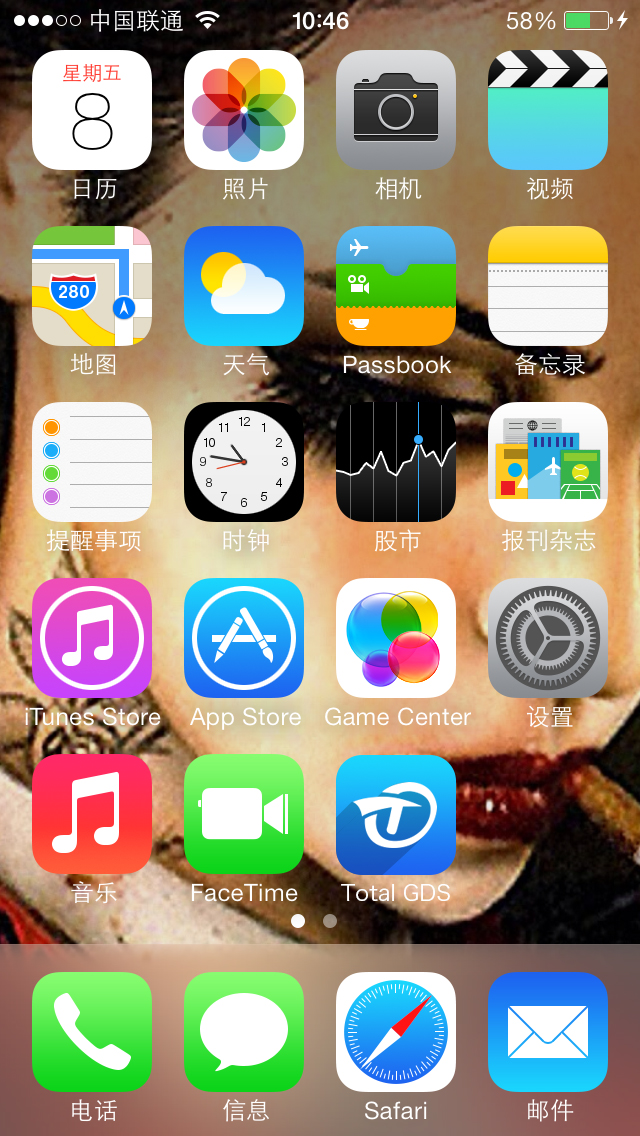 中国联通 10:46 58%
星期五
8
日历 照片 相机 视频
280
地图 天气 Passbook 备忘录
12
11 1
10 2
9 3
8 4
7 5
6
提醒事项 时钟 股市 报刊杂志
iTunes Store App Store Game Center 设置
音乐 FaceTime Total GDS
电话 信息 Safari 邮件